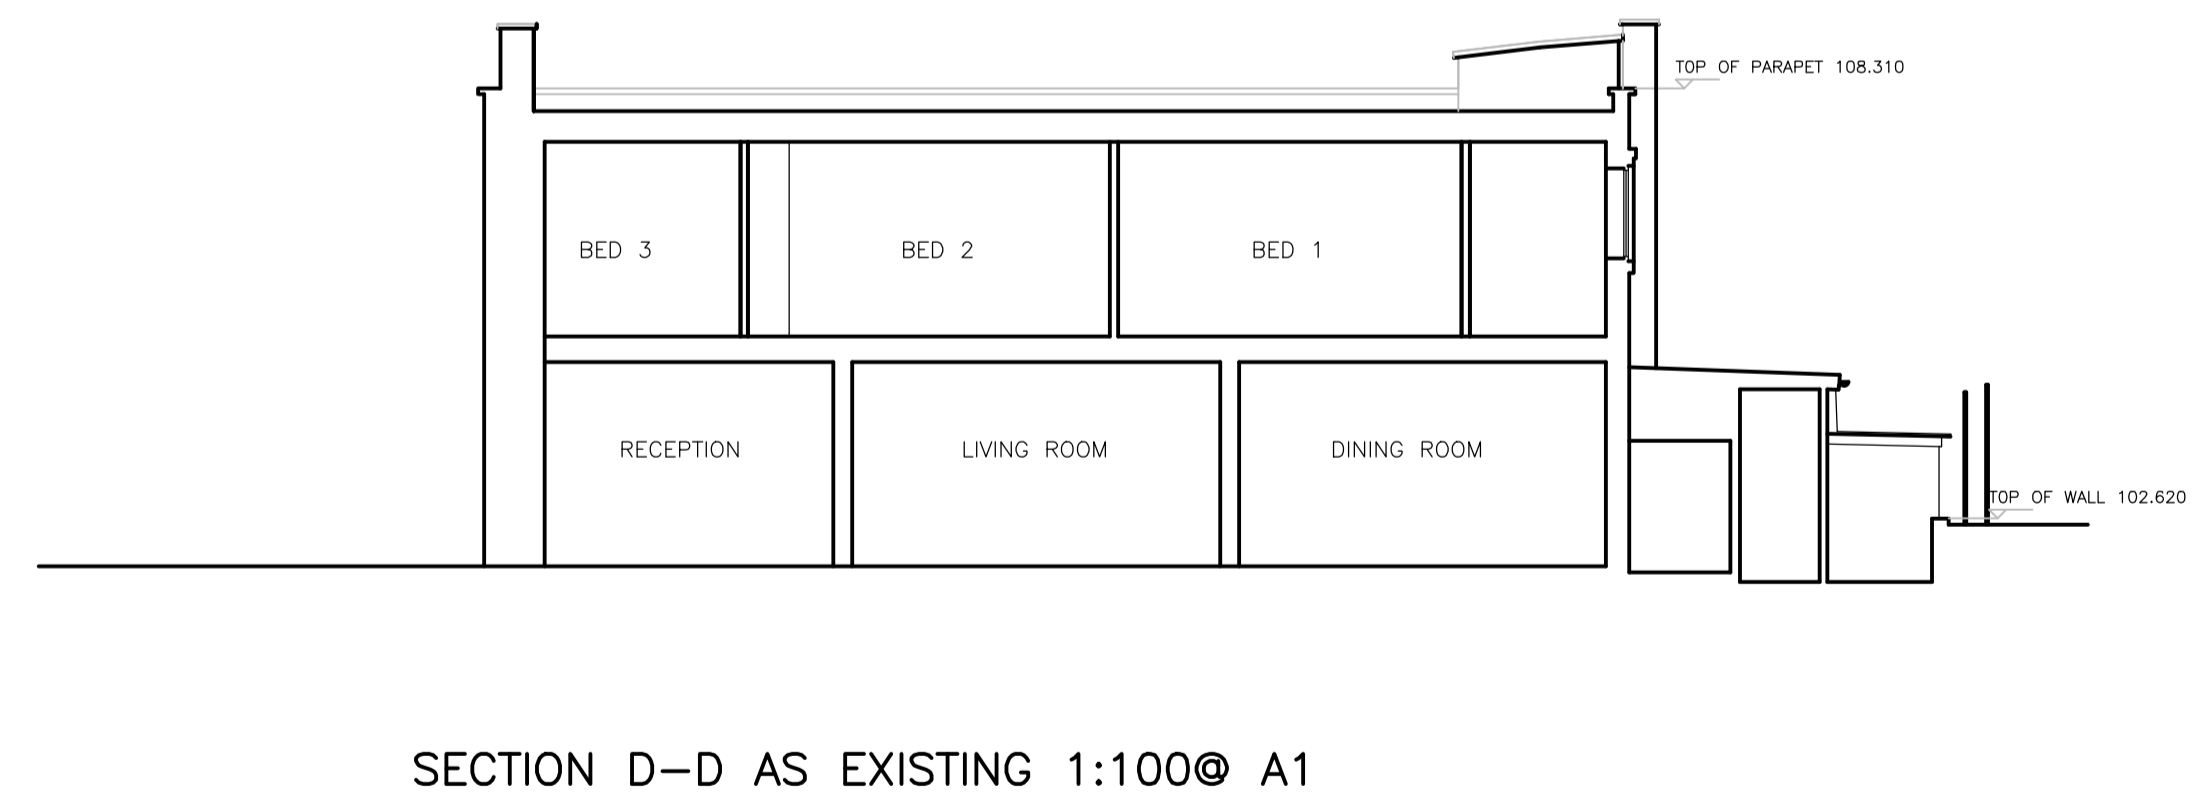 TOP OF PARAPET 108.310
BED 3
BED 2
BED 1
RECEPTION
LIVING ROOM
DINING ROOM
TOP OF WALL 102.620
SECTION D-D AS EXISTING 1:100@ A1